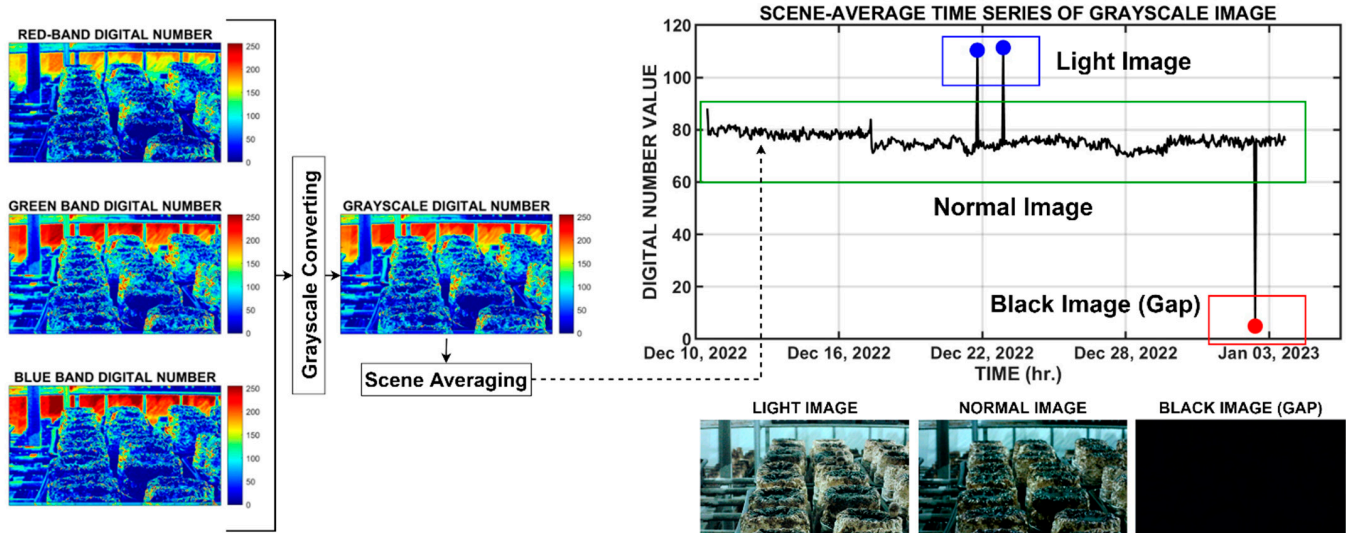 RED-BAND DIGITAL NUMBER
250
200
150
100
50
0
GREEN BAND DIGITAL NUMBER
250
200
150
100
50
0
BLUE BAND DIGITAL NUMBER
250
200
150
100
50
0
Grayscale Converting
GRAYSCALE DIGITAL NUMBER
250
200
150
100
50
0
Scene Averaging
SCENE-AVERAGE TIME SERIES OF GRAYSCALE IMAGE
DIGITAL NUMBER VALUE
120
100
80
60
40
20
0
Light Image
Normal Image
Black Image (Gap)
Dec 10, 2022 Dec 16, 2022 Dec 22, 2022 Dec 28, 2022 Jan 03, 2023
TIME (hr.)
LIGHT IMAGE
NORMAL IMAGE
BLACK IMAGE (GAP)